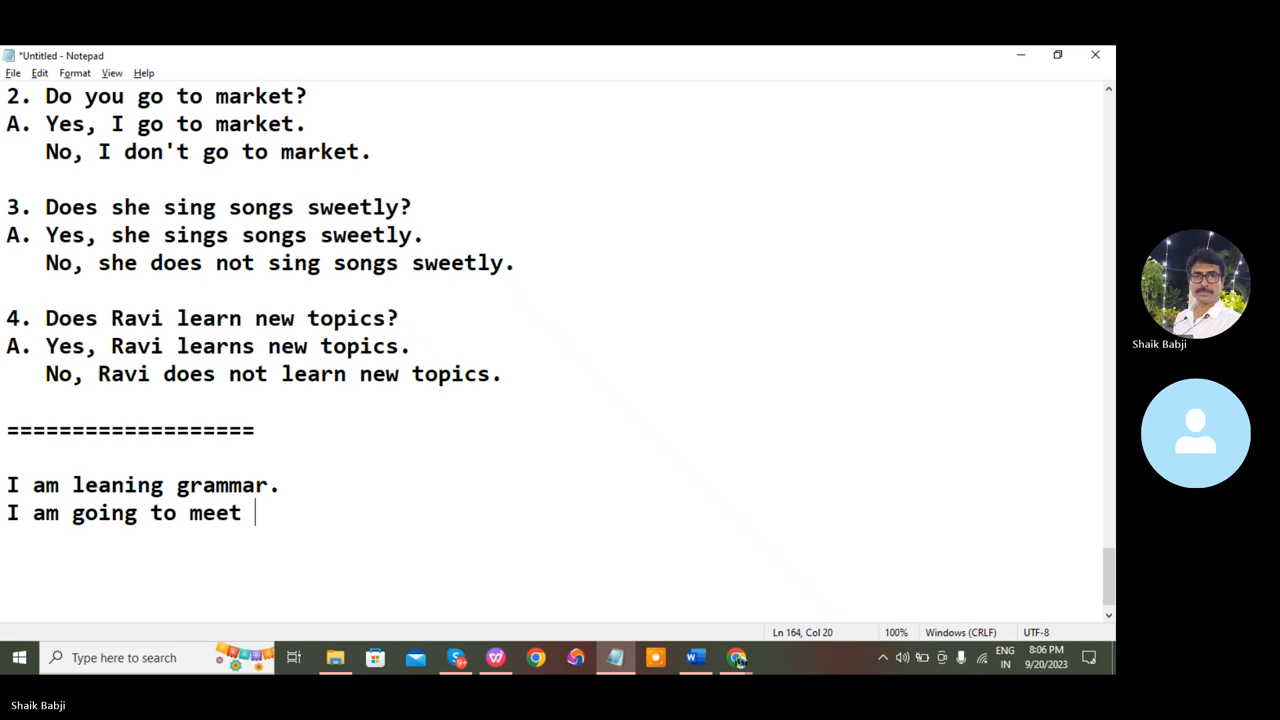 *Untitled - Notepad
File Edit Format View Help
2. Do you go to market?
A. Yes, I go to market.
No, I don't go to market.
3. Does she sing songs sweetly?
A. Yes, she sings songs sweetly.
No, she does not sing songs sweetly.
4. Does Ravi learn new topics?
A. Yes, Ravi learns new topics.
No, Ravi does not learn new topics.
===================
I am leaning grammar.
I am going to meet
Shaik Babji
Ln 164, Col 20 100% Windows (CRLF) UTF-8
Type here to search
ENG
IN
8:06 PM
9/20/2023
Shaik Babji